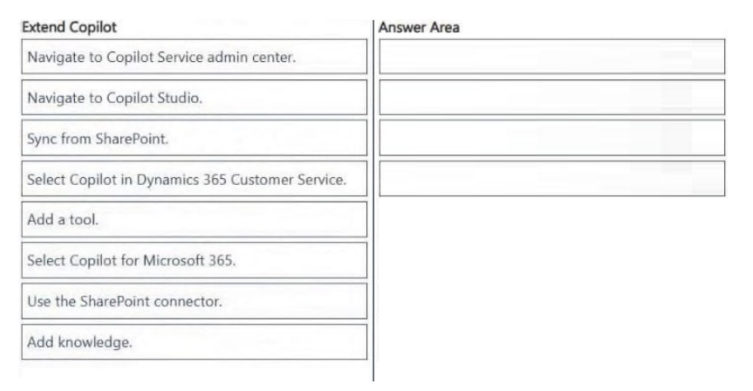 Extend Copilot
Answer Area
Navigate to Copilot Service admin center.
Navigate to Copilot Studio.
Sync from SharePoint.
Select Copilot in Dynamics 365 Customer Service.
Add a tool.
Select Copilot for Microsoft 365.
Use the SharePoint connector.
Add knowledge.